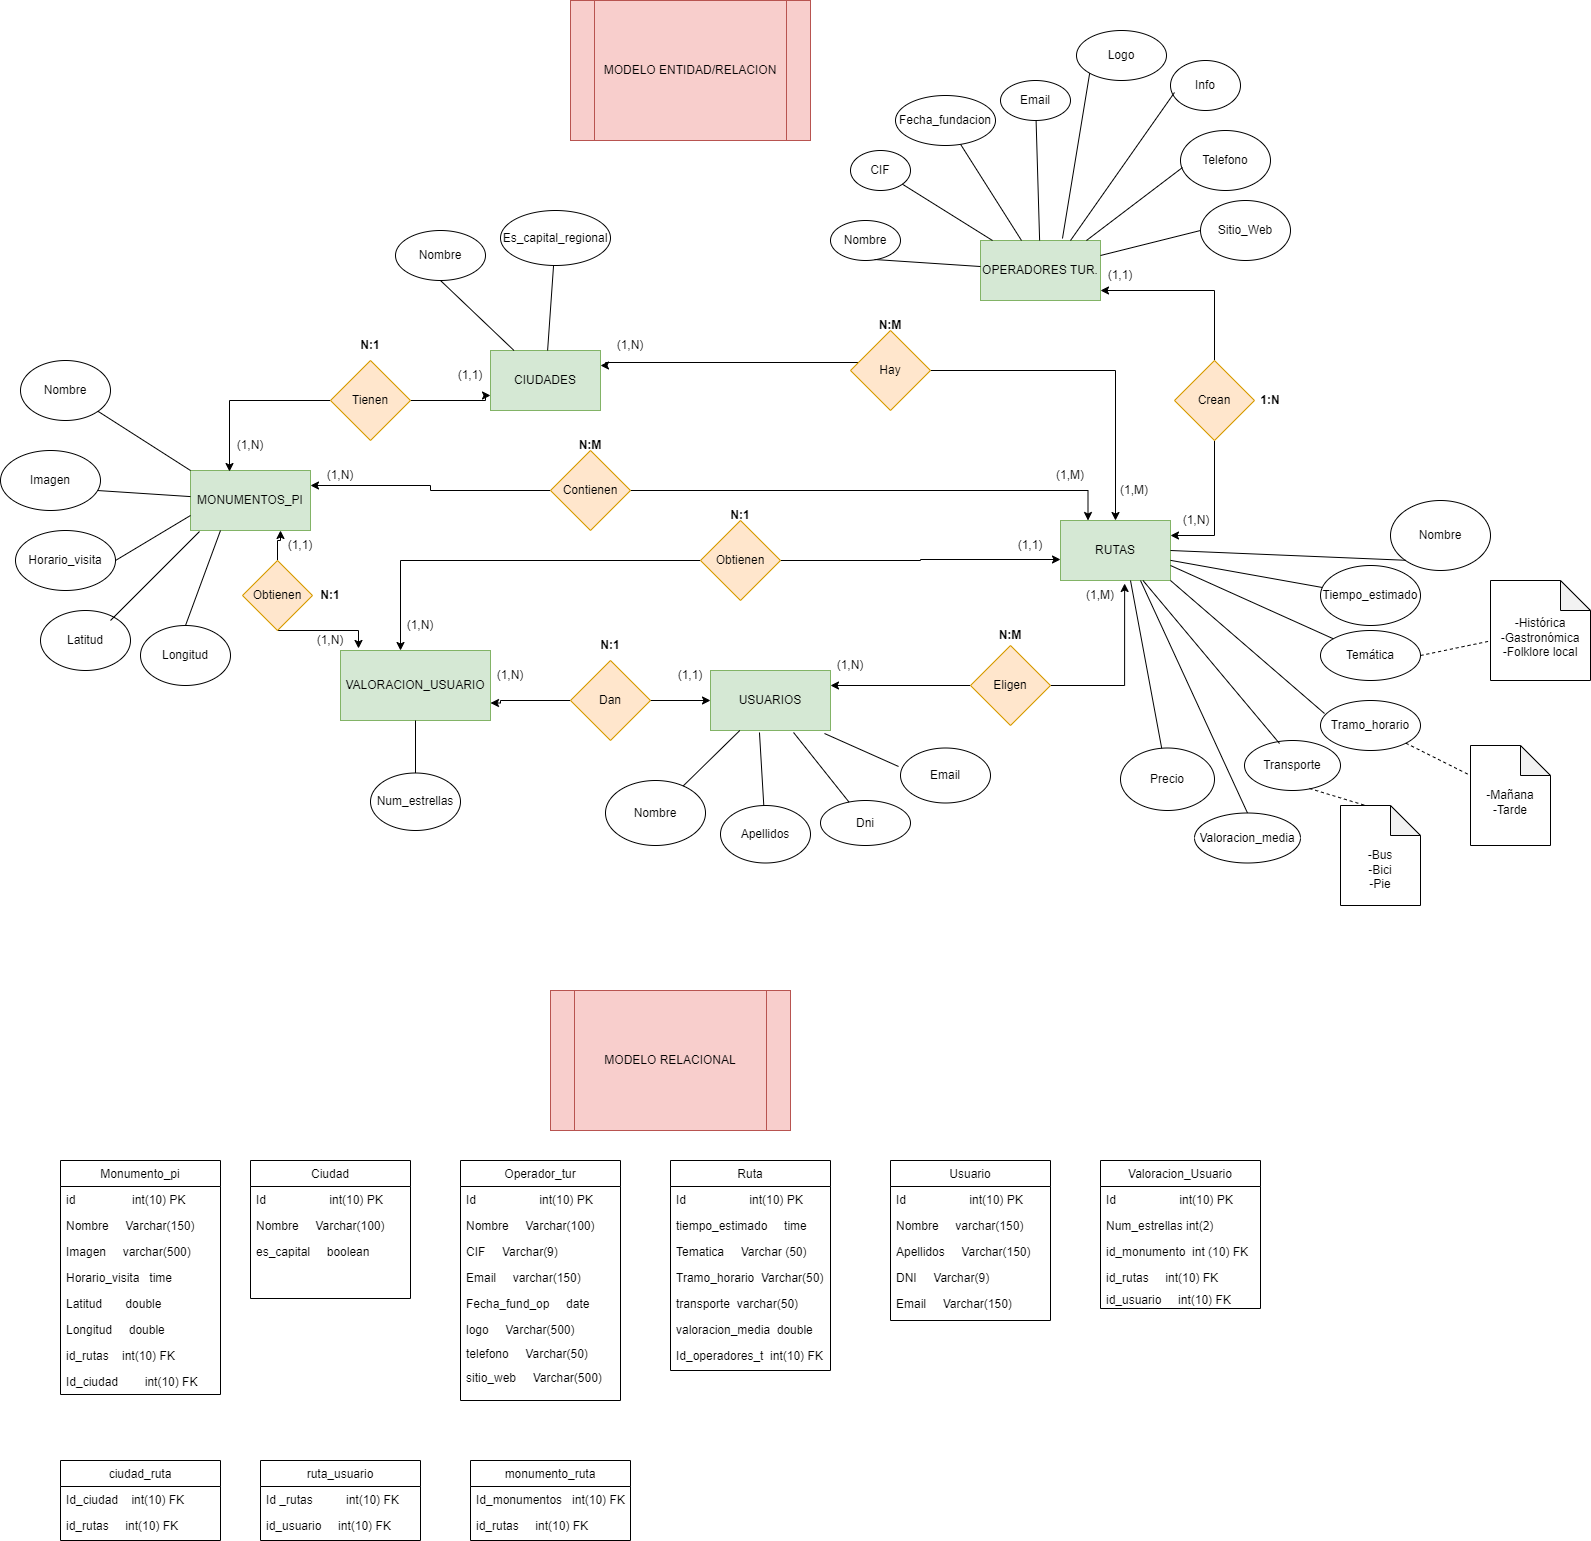 MODELO ENTIDAD/RELACION
Logo
Info
Email
Fecha_fundacion
Telefono
CIF
Sitio_Web
Nombre
OPERADORES TUR.
(1,1)
Es_capital_regional
Nombre
N:M
(1,N)
Hay
N:1
(1,1)
CIUDADES
Tienen
Crean
1:N
Nombre
(1,N)
N:M
Imagen
(1,N)
Contienen
(1,M)
(1,M)
MONUMENTOS_PI
N:1
(1,N)
Nombre
(1,1)
(1,1)
RUTAS
Horario_visita
Obtienen
Obtienen
N:1
(1,M)
Tiempo_estimado
-Histórica
-Gastronómica
-Folklore local
Latitud
(1,N)
(1,N)
N:1
N:M
Longitud
Temática
VALORACION_USUARIO
(1,N)
(1,1)
(1,N)
Dan
USUARIOS
Eligen
Tramo_horario
Transporte
Email
Precio
-Mañana
-Tarde
Num_estrellas
Nombre
Apellidos
Dni
Valoracion_media
-Bus
-Bici
-Pie
MODELO RELACIONAL
Monumento_pi
id int(10) PK
Nombre Varchar(150)
Imagen varchar(500)
Horario_visita time
Latitud double
Longitud double
id_rutas int(10) FK
Id_ciudad int(10) FK
Ciudad
Id int(10) PK
Nombre Varchar(100)
es_capital boolean
Operador_tur
Id int(10) PK
Nombre Varchar(100)
CIF Varchar(9)
Email varchar(150)
Fecha_fund_op date
logo Varchar(500)
telefono Varchar(50)
sitio_web Varchar(500)
Ruta
Id int(10) PK
tiempo_estimado time
Tematica Varchar (50)
Tramo_horario Varchar(50)
transporte varchar(50)
valoracion_media double
Id_operadores_t int(10) FK
Usuario
Id int(10) PK
Nombre varchar(150)
Apellidos Varchar(150)
DNI Varchar(9)
Email Varchar(150)
Valoracion_Usuario
Id int(10) PK
Num_estrellas int(2)
id_monumento int (10) FK
id_rutas int(10) FK
id_usuario int(10) FK
ciudad_ruta
Id_ciudad int(10) FK
id_rutas int(10) FK
ruta_usuario
Id _rutas int(10) FK
id_usuario int(10) FK
monumento_ruta
Id_monumentos int(10) FK
id_rutas int(10) FK